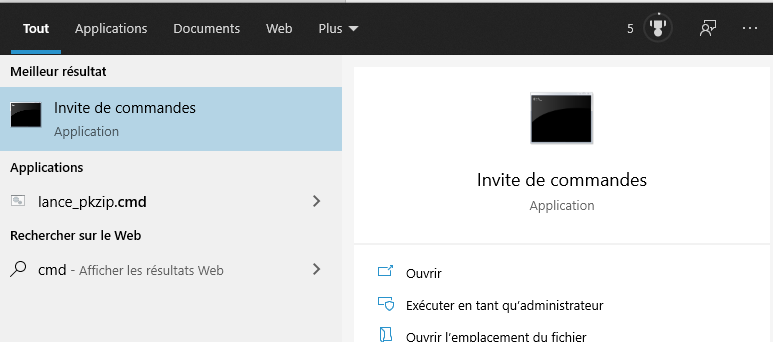 Tout Applications Documents Web Plus 5
Meilleur résultat
Invite de commandes
Application
Applications
lance_pkzip.cmd
Rechercher sur le Web
cmd - Afficher les résultats Web
Invite de commandes
Application
Ouvrir
Exécuter en tant qu'administrateur
Ouvrir l'emplacement du fichier